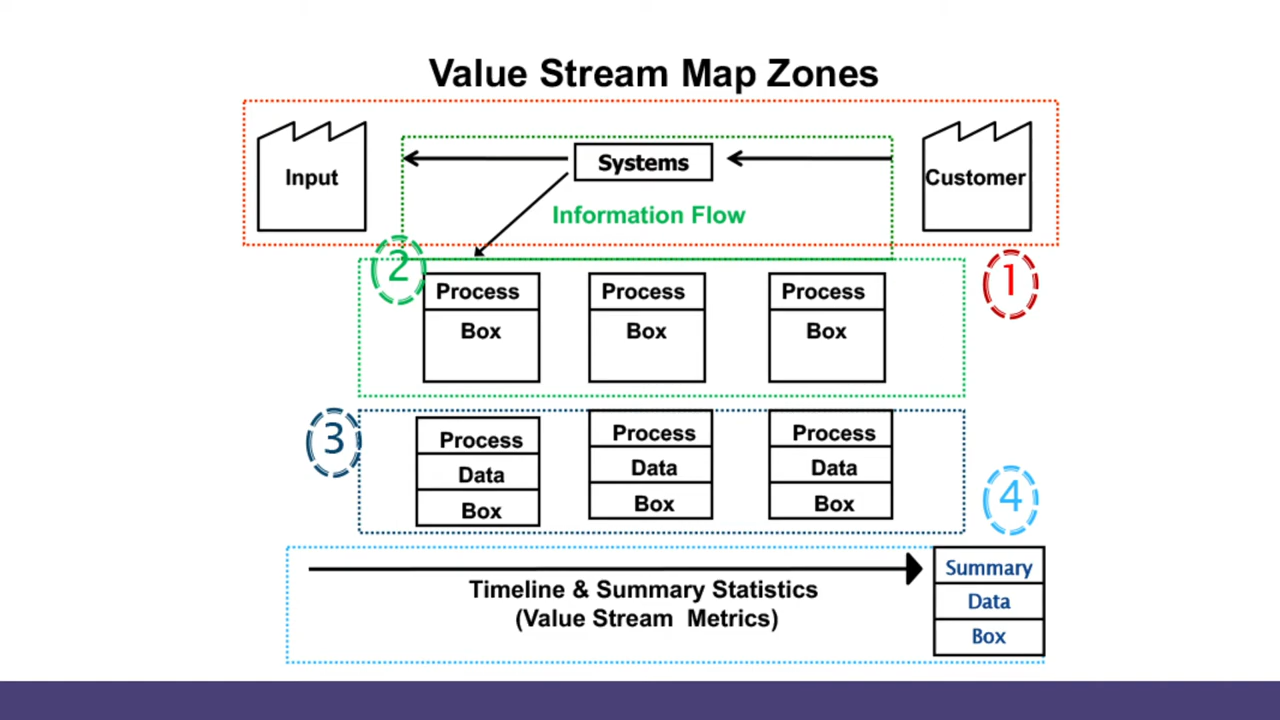 Value Stream Map Zones
Input
Systems
Customer
Information Flow
2
1
Process
Box
Process
Box
Process
Box
3
Process
Data
Box
Process
Data
Box
Process
Data
Box
4
Timeline & Summary Statistics
(Value Stream Metrics)
Summary
Data
Box